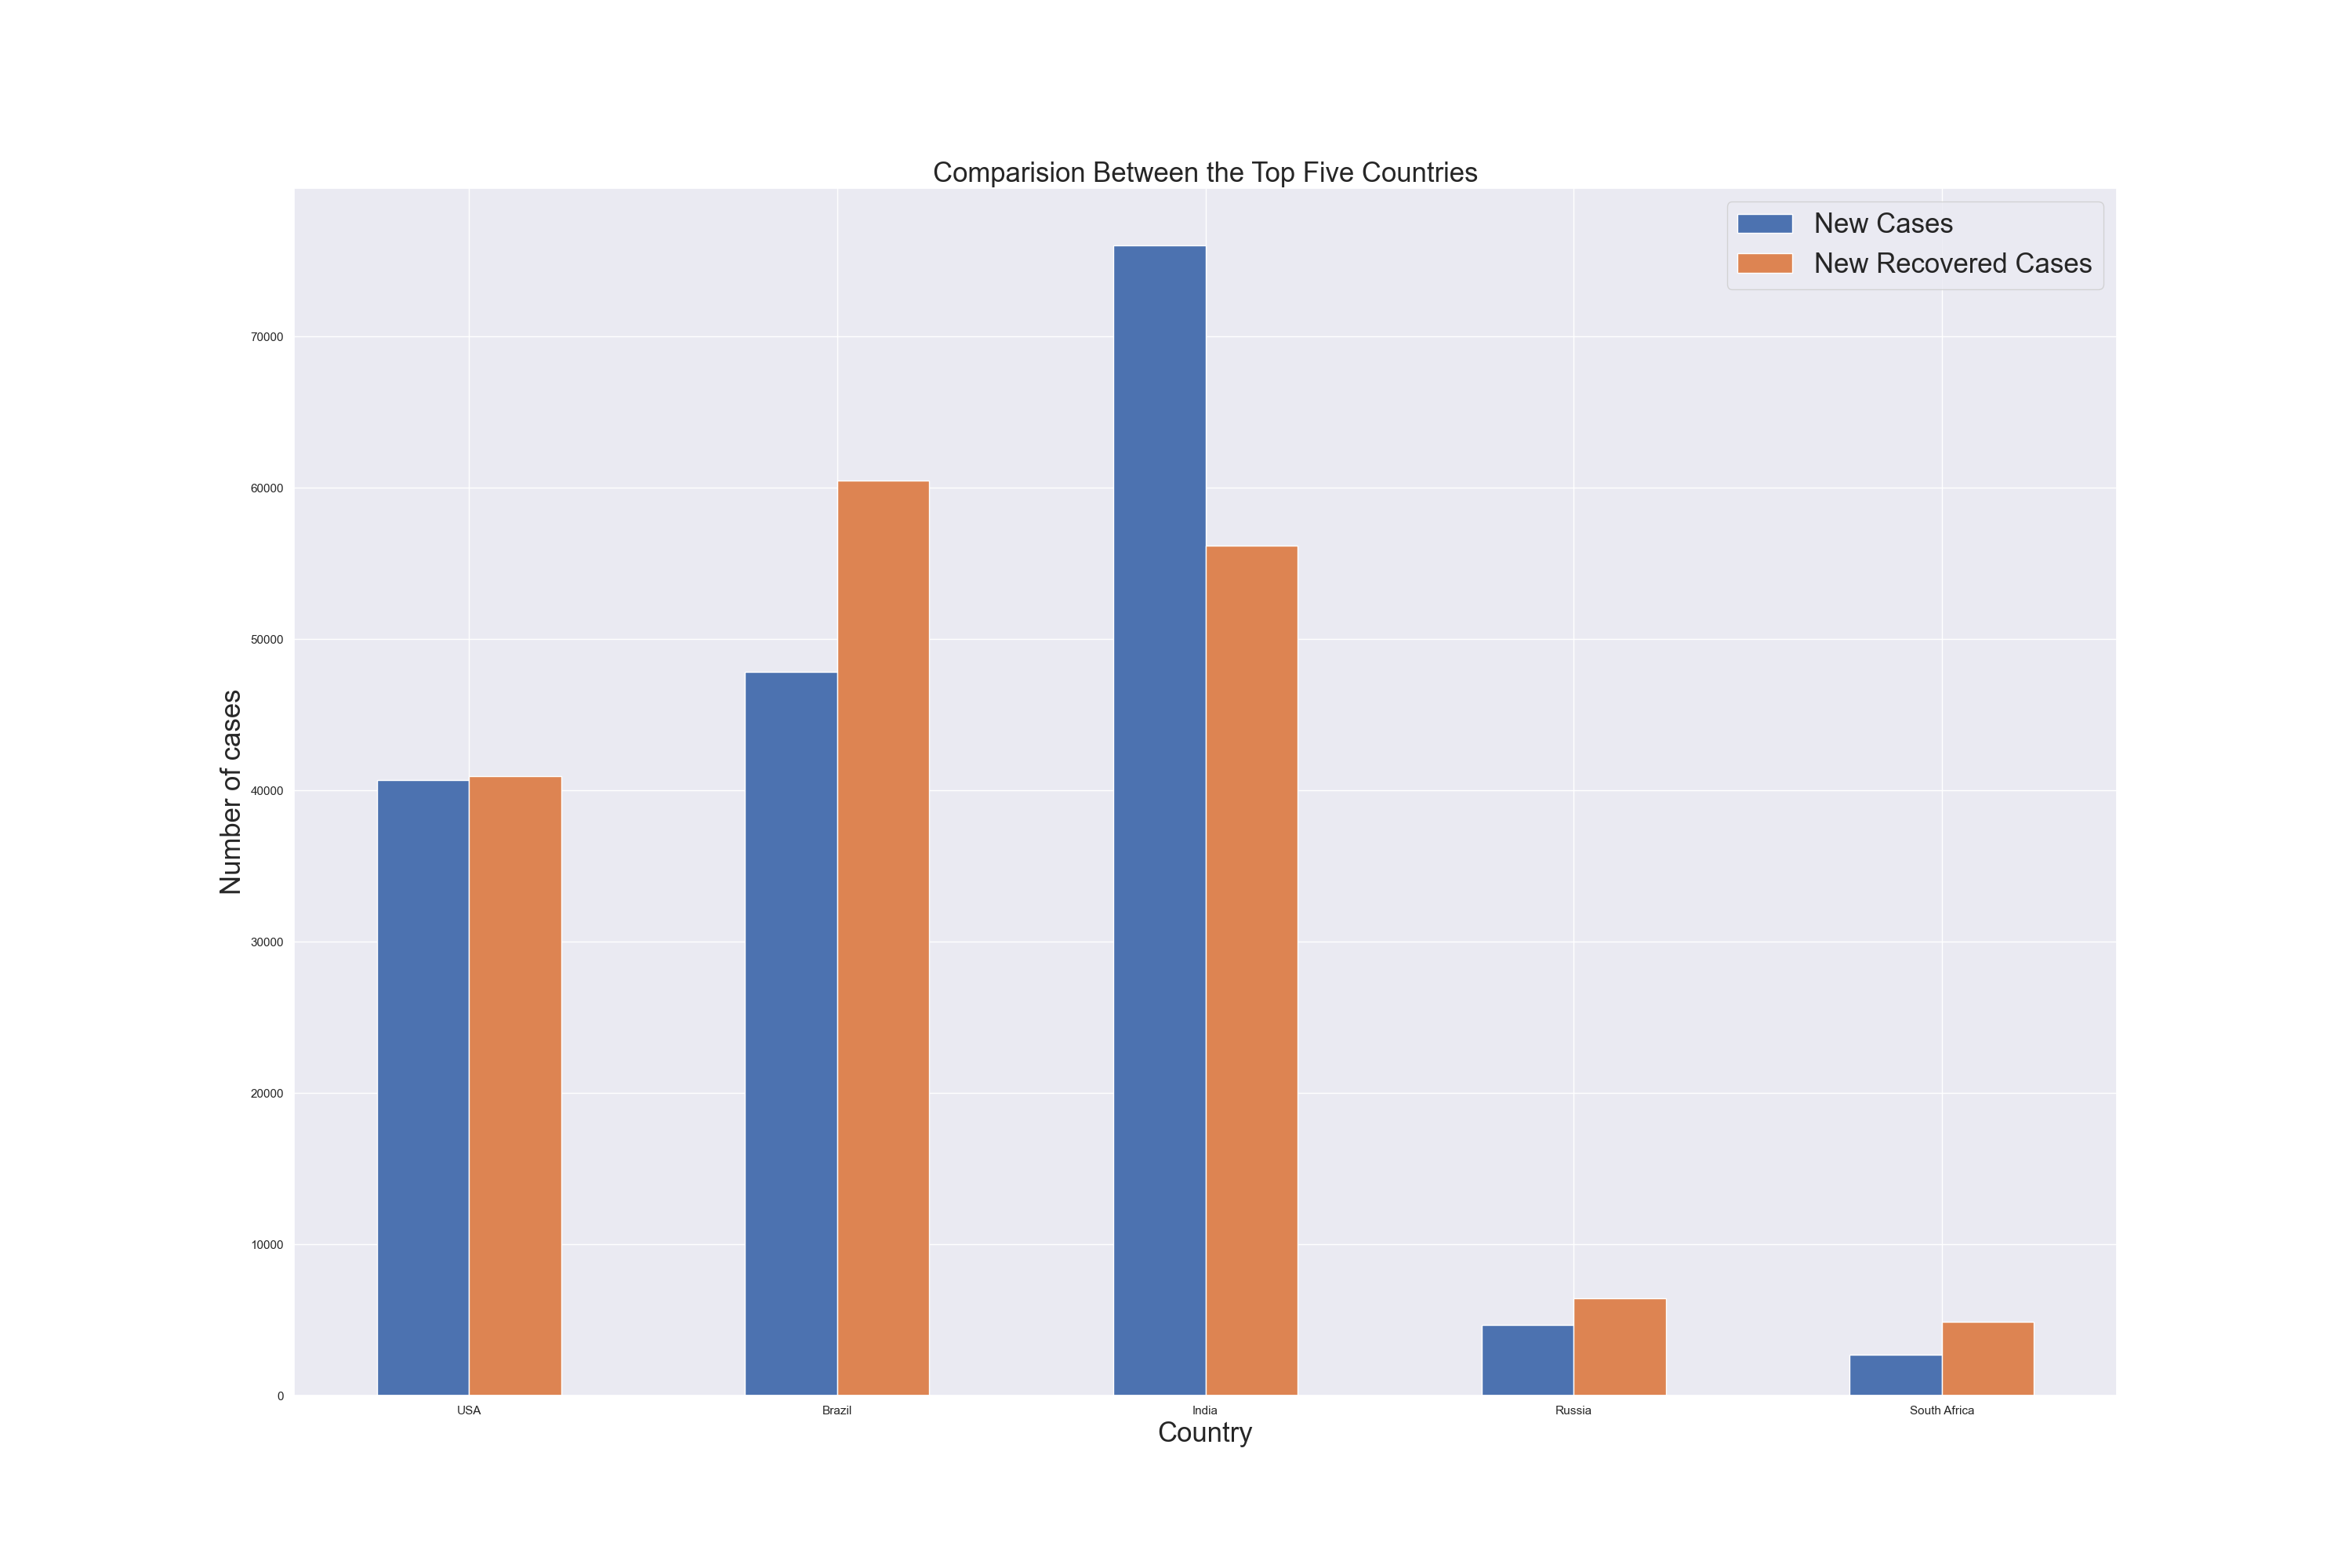 Comparision Between the Top Five Countries
New Cases
New Recovered Cases
Number of cases
70000
60000
50000
40000
30000
20000
10000
0
USA
Brazil
India
Russia
South Africa
Country